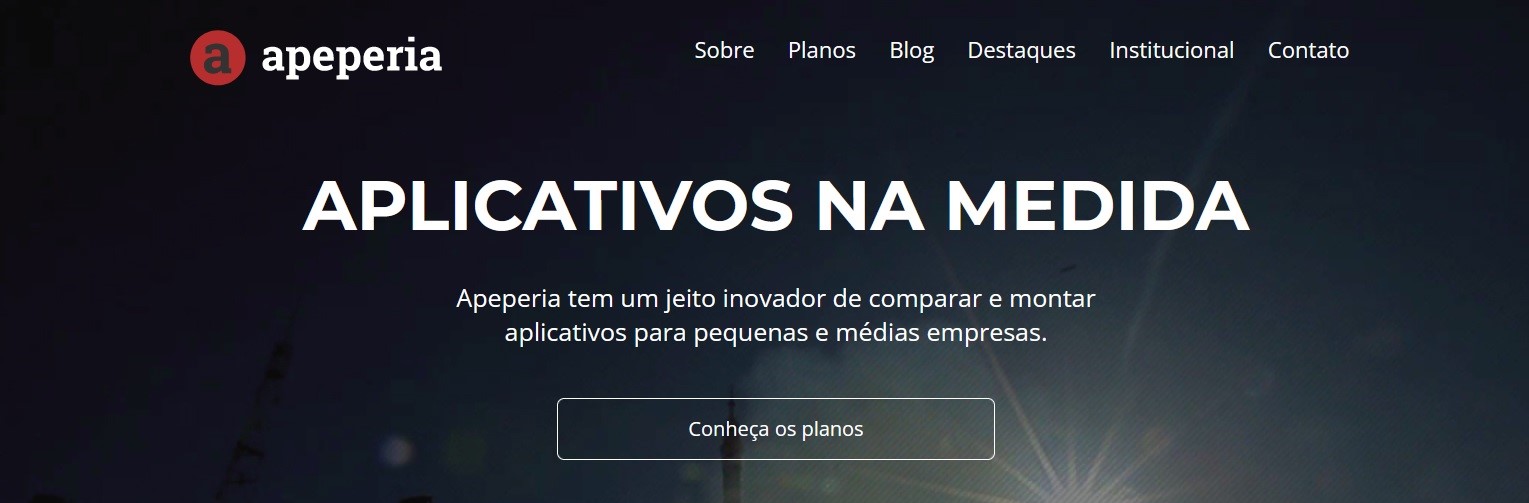 a apeperia
Sobre Planos Blog Destaques Institucional Contato
APLICATIVOS NA MEDIDA
Apeperia tem um jeito inovador de comparar e montar
aplicativos para pequenas e médias empresas.
Conheça os planos